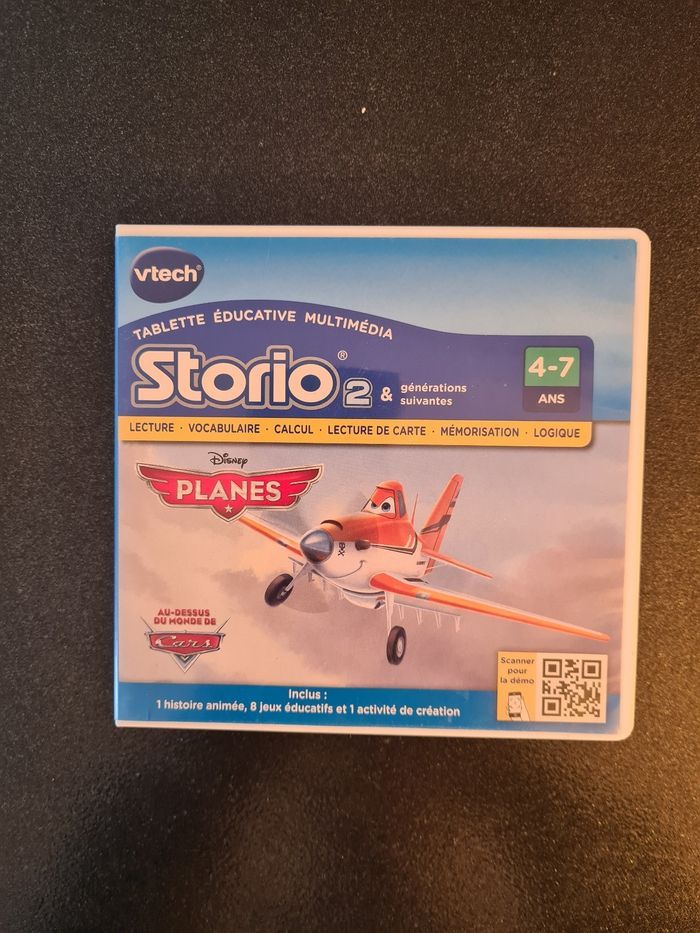 vtech®
TABLETTE ÉDUCATIVE MULTIMÉDIA
Storio® 2 & générations
suivantes
4-7
ANS
LECTURE · VOCABULAIRE · CALCUL · LECTURE DE CARTE · MÉMORISATION · LOGIQUE
Disney
PLANES
AU-DESSUS
DU MONDE DE
Cars
Scanner
pour
la démo
Inclus :
1 histoire animée, 8 jeux éducatifs et 1 activité de création